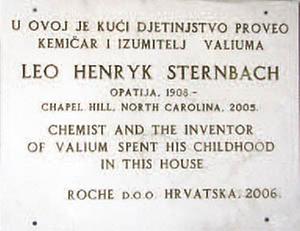 U OVOJ JE KUĆI DJETINJSTVO PROVEO
KEMIČAR I IZUMITELJ VALIUMA
LEO HENRYK STERNBACH
OPATIJA, 1908 –
CHAPEL HILL, NORTH CAROLINA, 2005.
CHEMIST AND THE INVENTOR
OF VALIUM SPENT HIS CHILDHOOD
IN THIS HOUSE
ROCHE D.O.O. HRVATSKA, 2006.